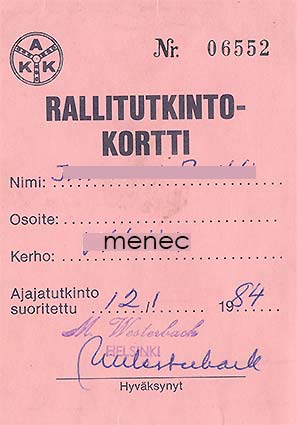 AKK
Nr. 06552
RALLITUTKINTO-
KORTTI
Nimi:
Osoite:
Kerho: menec
Ajajatutkinto
suoritettu 12.1 1984
M. Westerback
HELSINKI
Hyväksynyt